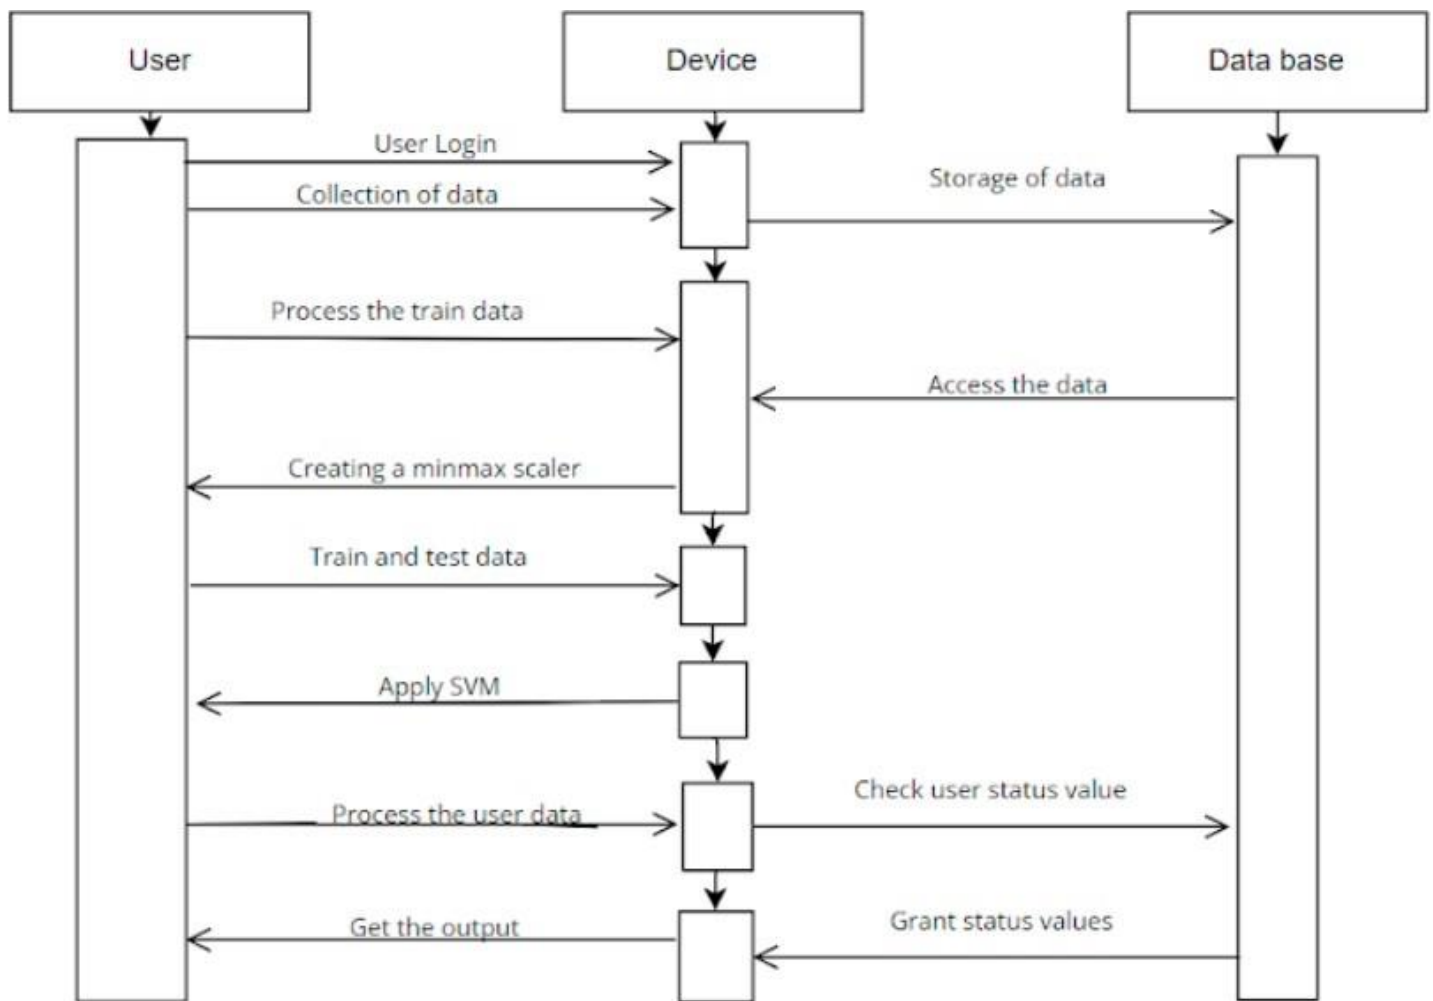 User
Device
Data base
User Login
Storage of data
Collection of data
Process the train data
Access the data
Creating a minmax scaler
Train and test data
Apply SVM
Check user status value
Process the user data
Grant status values
Get the output